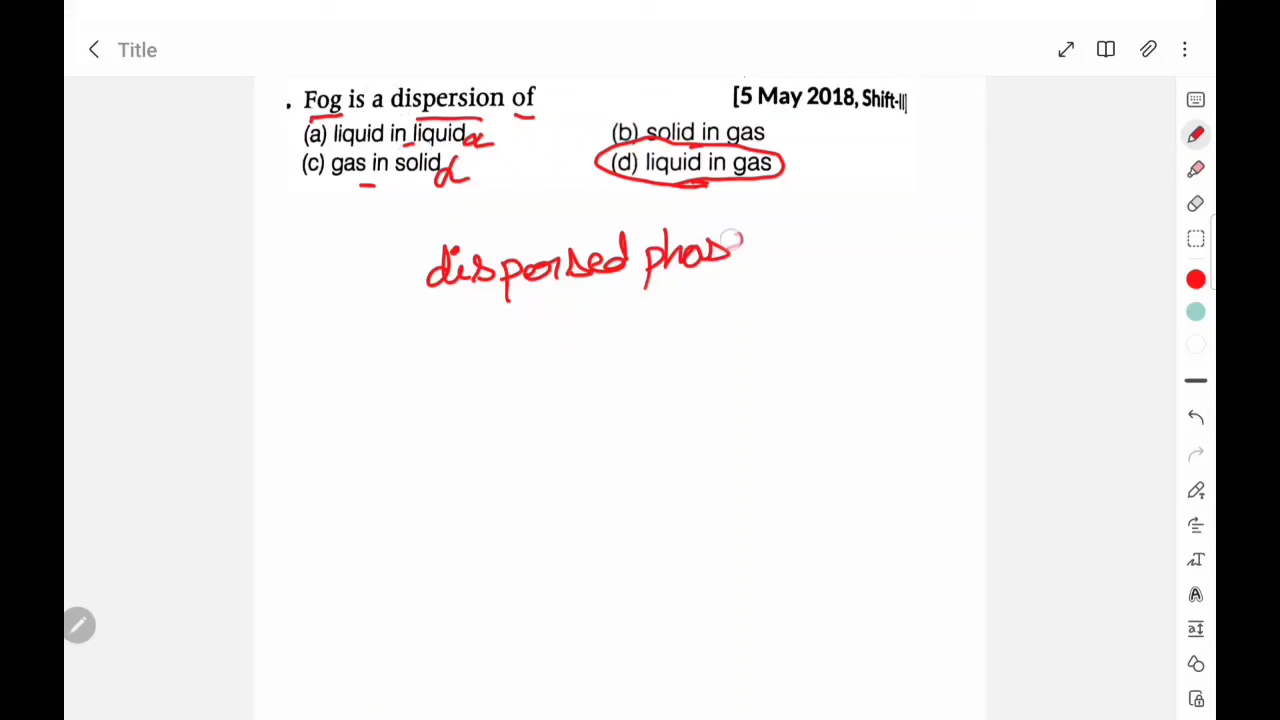 Title
. Fog is a dispersion of [5 May 2018, Shift-II]
(a) liquid in liquid (b) solid in gas
(c) gas in solid (d) liquid in gas
dispersed phas